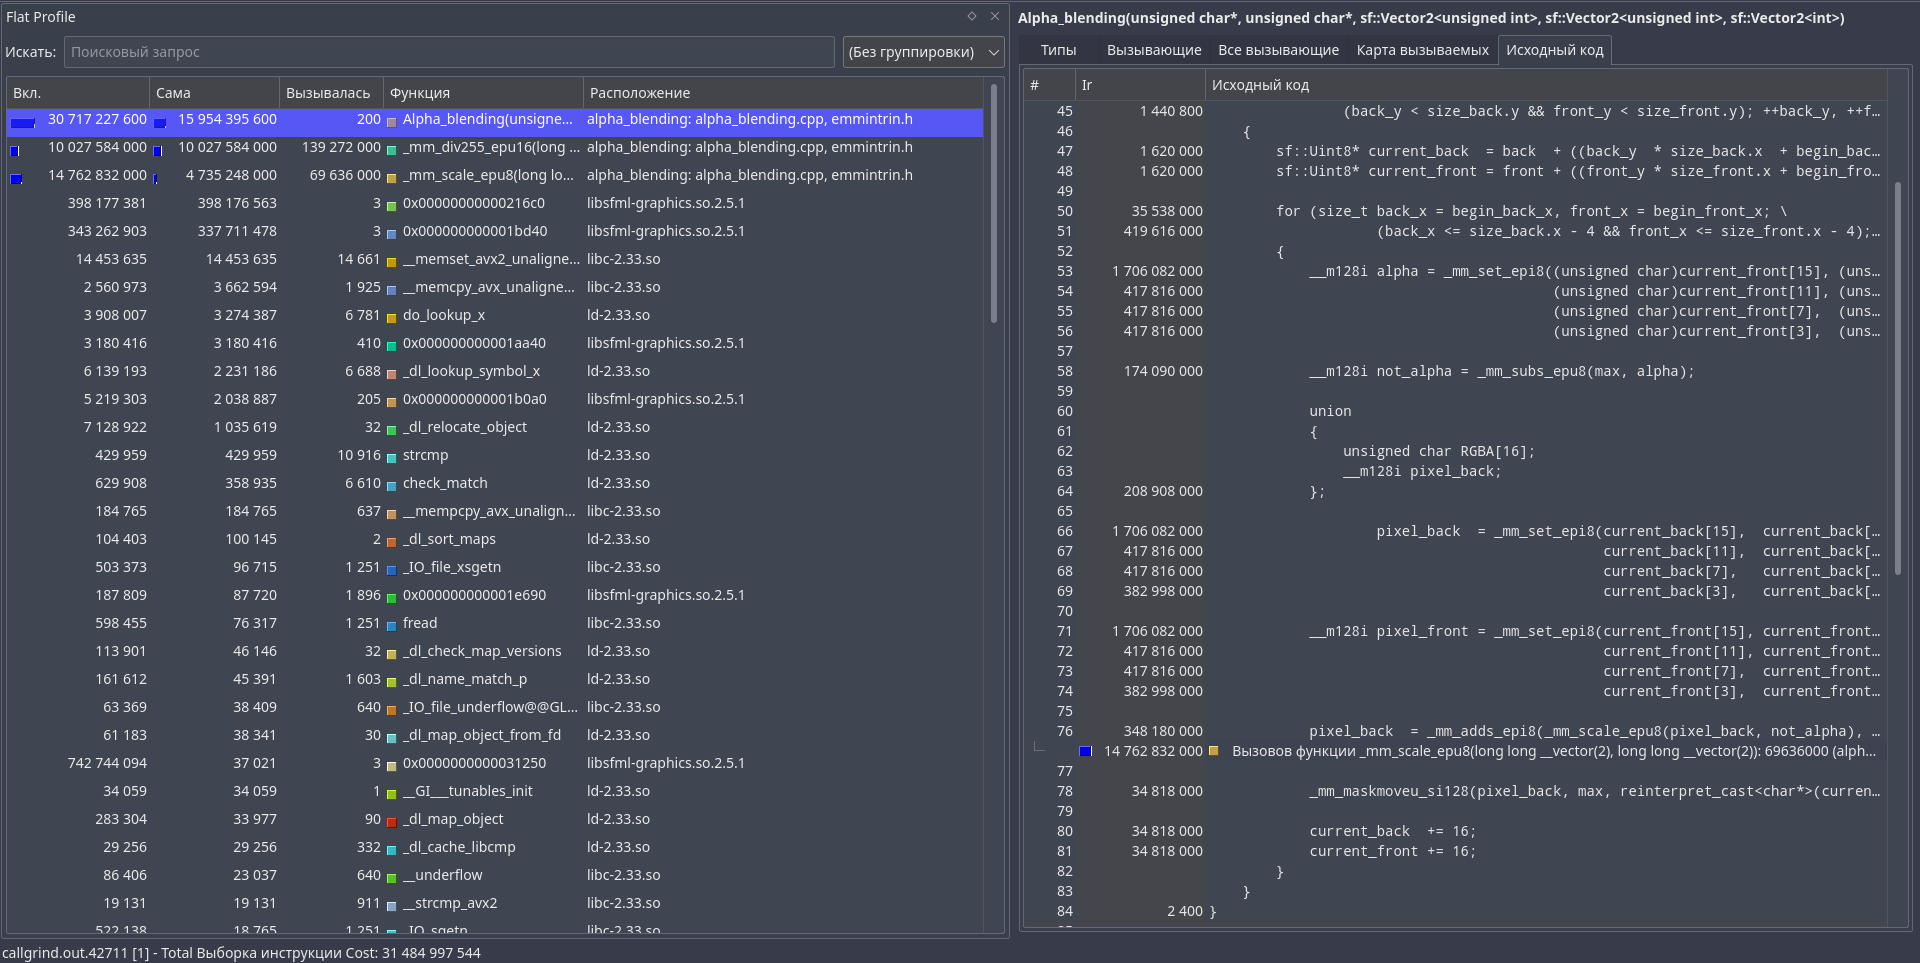 Flat Profile
Искать: Поисковый запрос (Без группировки)
Вкл. Сама Вызывалась Функция Расположение
30 717 227 600 15 954 395 600 200 Alpha_blending(unsigne... alpha_blending: alpha_blending.cpp, emmintrin.h
10 027 584 000 10 027 584 000 139 272 000 _mm_div255_epu16(long ... alpha_blending: alpha_blending.cpp, emmintrin.h
14 762 832 000 4 735 248 000 69 636 000 _mm_scale_epu8(long lo... alpha_blending: alpha_blending.cpp, emmintrin.h
398 177 381 398 176 563 3 0x00000000000216c0 libsfml-graphics.so.2.5.1
343 262 903 337 711 478 3 0x000000000001bd40 libsfml-graphics.so.2.5.1
14 453 635 14 453 635 14 661 __memset_avx2_unaligne... libc-2.33.so
2 560 973 3 662 594 1 925 __memcpy_avx_unaligne... libc-2.33.so
3 908 007 3 274 387 6 781 do_lookup_x ld-2.33.so
3 180 416 3 180 416 410 0x000000000001aa40 libsfml-graphics.so.2.5.1
6 139 193 2 231 186 6 688 _dl_lookup_symbol_x ld-2.33.so
5 219 303 2 038 887 205 0x000000000001b0a0 libsfml-graphics.so.2.5.1
7 128 922 1 035 619 32 _dl_relocate_object ld-2.33.so
429 959 429 959 10 916 strcmp ld-2.33.so
629 908 358 935 6 610 check_match ld-2.33.so
184 765 184 765 637 __mempcpy_avx_unalign... libc-2.33.so
104 403 100 145 2 _dl_sort_maps ld-2.33.so
503 373 96 715 1 251 _IO_file_xsgetn libc-2.33.so
187 809 87 720 1 896 0x000000000001e690 libsfml-graphics.so.2.5.1
598 455 76 317 1 251 fread libc-2.33.so
113 901 46 146 32 _dl_check_map_versions ld-2.33.so
161 612 45 391 1 603 _dl_name_match_p ld-2.33.so
63 369 38 409 640 _IO_file_underflow@@GL... libc-2.33.so
61 183 38 341 30 _dl_map_object_from_fd ld-2.33.so
742 744 094 37 021 3 0x0000000000031250 libsfml-graphics.so.2.5.1
34 059 34 059 1 __GI___tunables_init ld-2.33.so
283 304 33 977 90 _dl_map_object ld-2.33.so
29 256 29 256 332 _dl_cache_libcmp ld-2.33.so
86 406 23 037 640 __underflow libc-2.33.so
19 131 19 131 911 __strcmp_avx2 libc-2.33.so
522 138 18 765 1 251 _IO_sgetn libc-2.33.so
callgrind.out.42711 [1] - Total Выборка инструкции Cost: 31 484 997 544
Alpha_blending(unsigned char*, unsigned char*, sf::Vector2<unsigned int>, sf::Vector2<unsigned int>, sf::Vector2<int>)
Типы Вызывающие Все вызывающие Карта вызываемых Исходный код
# Ir Исходный код
45 1 440 800 (back_y < size_back.y && front_y < size_front.y); ++back_y, ++f…
46 {
47 1 620 000 sf::Uint8* current_back  = back  + ((back_y  * size_back.x  + begin_bac…
48 1 620 000 sf::Uint8* current_front = front + ((front_y * size_front.x + begin_fro…
49
50 35 538 000 for (size_t back_x = begin_back_x, front_x = begin_front_x; \
51 419 616 000 (back_x <= size_back.x - 4 && front_x <= size_front.x - 4);…
52 {
53 1 706 082 000 __m128i alpha = _mm_set_epi8((unsigned char)current_front[15], (uns…
54 417 816 000 (unsigned char)current_front[11], (uns…
55 417 816 000 (unsigned char)current_front[7],  (uns…
56 417 816 000 (unsigned char)current_front[3],  (uns…
57
58 174 090 000 __m128i not_alpha = _mm_subs_epu8(max, alpha);
59
60 union
61 {
62 unsigned char RGBA[16];
63 __m128i pixel_back;
64 208 908 000 };
65
66 1 706 082 000 pixel_back  = _mm_set_epi8(current_back[15],  current_back[…
67 417 816 000 current_back[11],  current_back[…
68 417 816 000 current_back[7],   current_back[…
69 382 998 000 current_back[3],   current_back[…
70
71 1 706 082 000 __m128i pixel_front = _mm_set_epi8(current_front[15], current_front…
72 417 816 000 current_front[11], current_front…
73 417 816 000 current_front[7],  current_front…
74 382 998 000 current_front[3],  current_front…
75
76 348 180 000 pixel_back  = _mm_adds_epi8(_mm_scale_epu8(pixel_back, not_alpha), …
14 762 832 000 Вызовов функции _mm_scale_epu8(long long __vector(2), long long __vector(2)): 69636000 (alph…
77
78 34 818 000 _mm_maskmoveu_si128(pixel_back, max, reinterpret_cast<char*>(curren…
79
80 34 818 000 current_back  += 16;
81 34 818 000 current_front += 16;
82 }
83 }
84 2 400 }